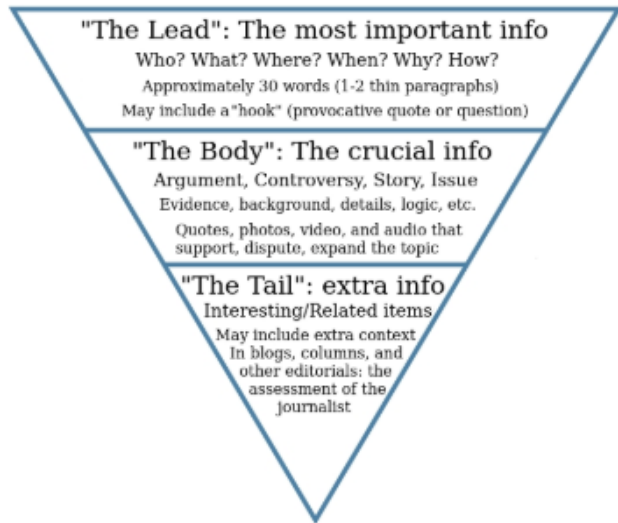 "The Lead": The most important info
Who? What? Where? When? Why? How?
Approximately 30 words (1-2 thin paragraphs)
May include a"hook" (provocative quote or question)
"The Body": The crucial info
Argument, Controversy, Story, Issue
Evidence, background, details, logic, etc.
Quotes, photos, video, and audio that
support, dispute, expand the topic
"The Tail": extra info
Interesting/Related items
May include extra context
In blogs, columns, and
other editorials: the
assessment of the
journalist